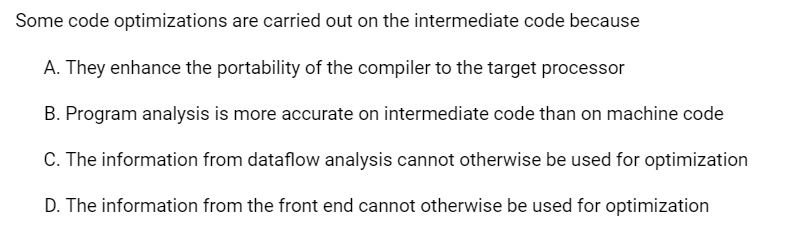 Some code optimizations are carried out on the intermediate code because
A. They enhance the portability of the compiler to the target processor
B. Program analysis is more accurate on intermediate code than on machine code
C. The information from dataflow analysis cannot otherwise be used for optimization
D. The information from the front end cannot otherwise be used for optimization